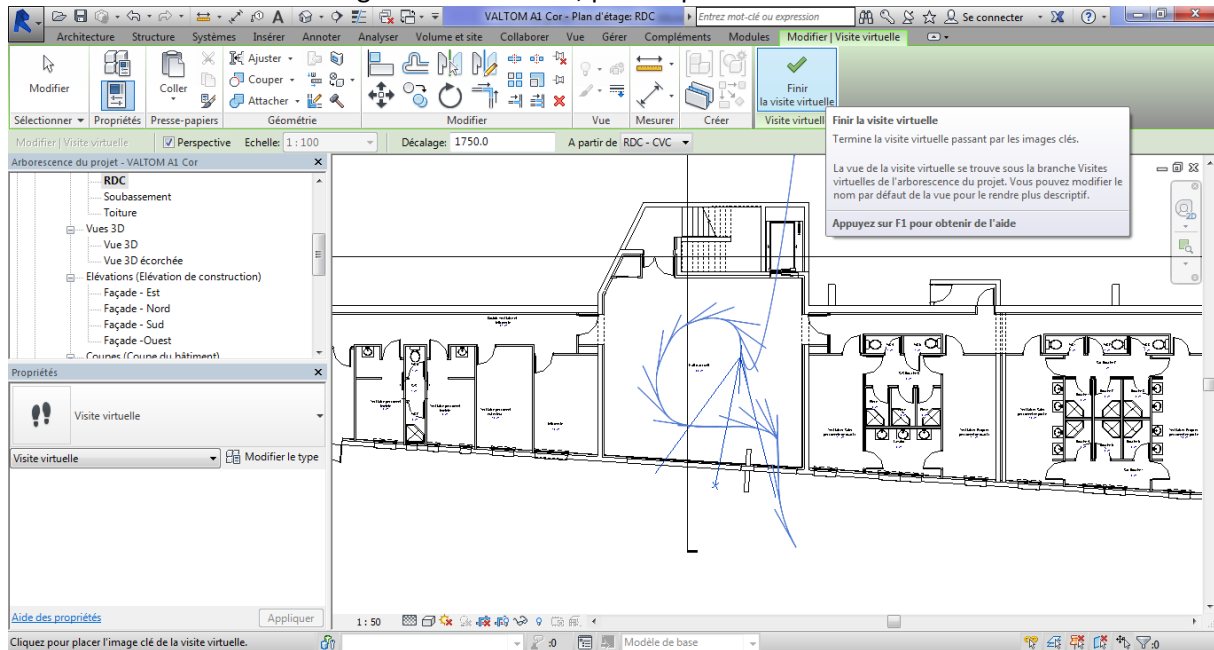 VALTOM A1 Cor - Plan d'étage: RDC
Entrez mot-clé ou expression
Se connecter
Architecture Structure Systèmes Insérer Annoter Analyser Volume et site Collaborer Vue Gérer Compléments Modules Modifier | Visite virtuelle
Modifier
Coller
Ajuster
Couper
Attacher
Finir
la visite virtuelle
Sélectionner Propriétés Presse-papiers Géométrie Modifier Vue Mesurer Créer Visite virtuell
Modifier | Visite virtuelle Perspective Echelle: 1 : 100 Décalage: 1750.0 A partir de RDC - CVC
Finir la visite virtuelle
Termine la visite virtuelle passant par les images clés.
La vue de la visite virtuelle se trouve sous la branche Visites
virtuelles de l'arborescence du projet. Vous pouvez modifier le
nom par défaut de la vue pour le rendre plus descriptif.
Appuyez sur F1 pour obtenir de l'aide
Arborescence du projet - VALTOM A1 Cor
RDC
Soubassement
Toiture
Vues 3D
Vue 3D
Vue 3D écorchée
Elévations (Elévation de construction)
Façade - Est
Façade - Nord
Façade - Sud
Façade -Ouest
Coupes (Coupe du bâtiment)
Propriétés
Visite virtuelle
Visite virtuelle
Modifier le type
Aide des propriétés
Appliquer
1 : 50
Cliquez pour placer l'image clé de la visite virtuelle.
:0
Modèle de base
:0
2D